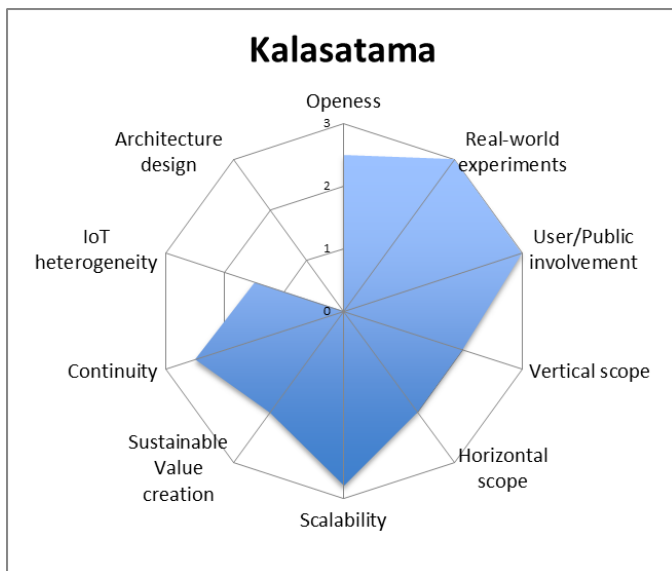 Kalasatama
Openess
Real-world
experiments
User/Public
involvement
Vertical scope
Horizontal
scope
Scalability
Sustainable
Value
creation
Continuity
IoT
heterogeneity
Architecture
design
3
2
1
0